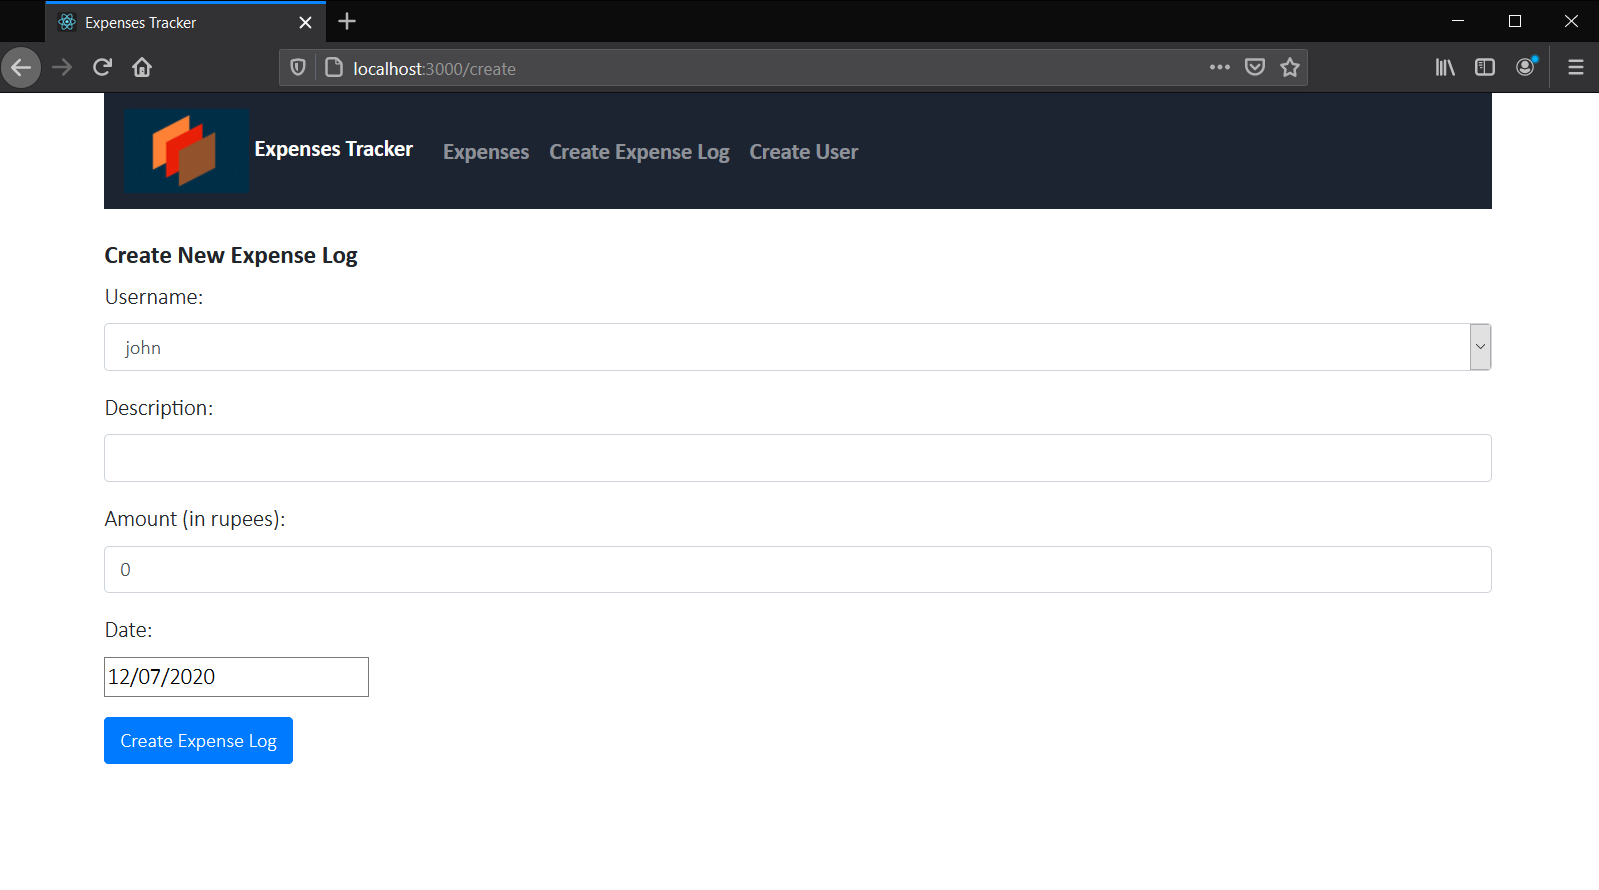 Expenses Tracker
localhost:3000/create
Expenses Tracker Expenses Create Expense Log Create User
Create New Expense Log
Username:
john
Description:
Amount (in rupees):
0
Date:
12/07/2020
Create Expense Log